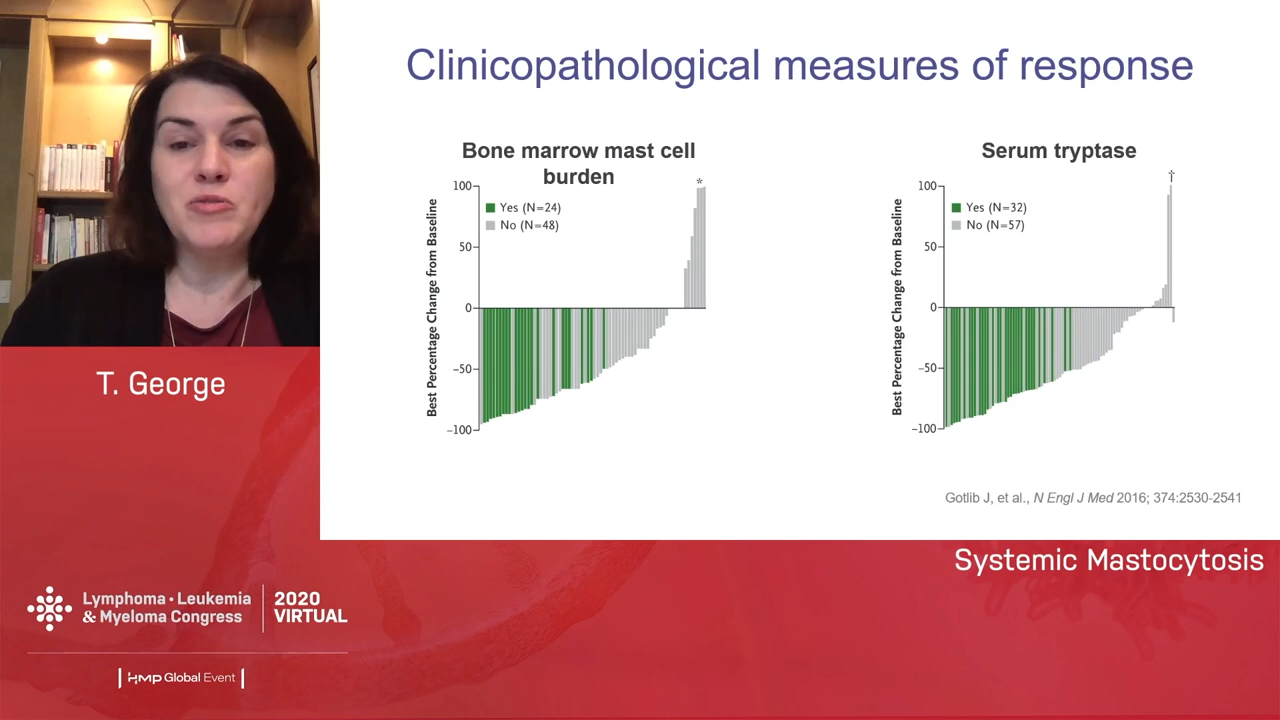 Clinicopathological measures of response
Bone marrow mast cell
burden
Best Percentage Change from Baseline
100
50
0
−50
−100
Yes (N=24)
No (N=48)
*
Serum tryptase
Best Percentage Change from Baseline
100
50
0
−50
−100
Yes (N=32)
No (N=57)
†
Gotlib J, et al., N Engl J Med 2016; 374:2530-2541
T. George
Systemic Mastocytosis
Lymphoma • Leukemia
& Myeloma Congress
2020
VIRTUAL
HMP Global Event